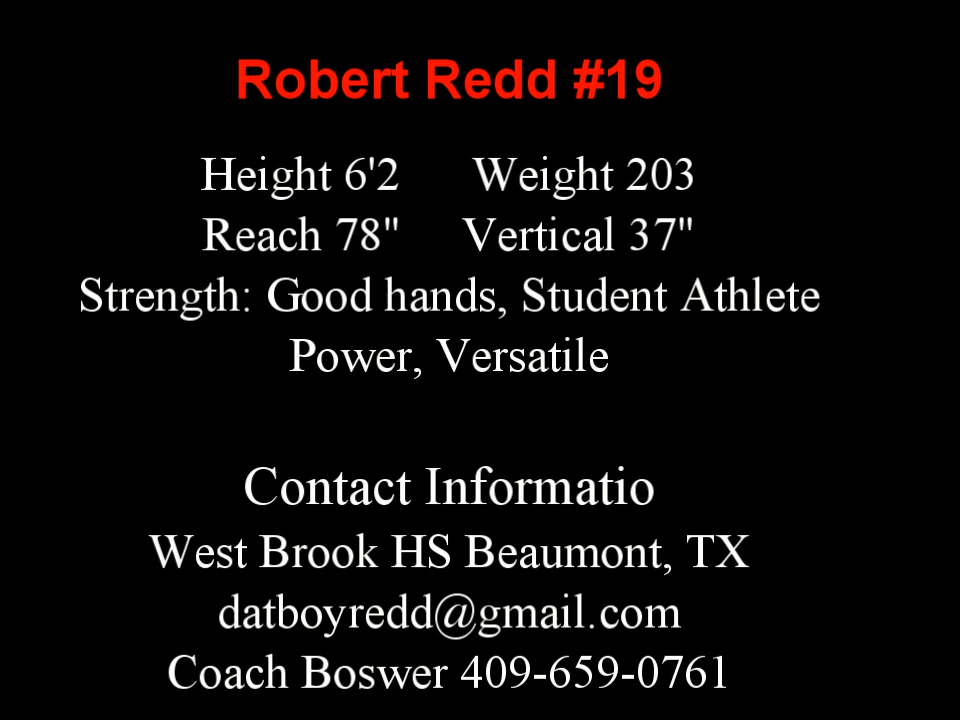 Robert Redd #19
Height 6'2 Weight 203
Reach 78" Vertical 37"
Strength: Good hands, Student Athlete
Power, Versatile
Contact Informatio
West Brook HS Beaumont, TX
datboyredd@gmail.com
Coach Boswer 409-659-0761